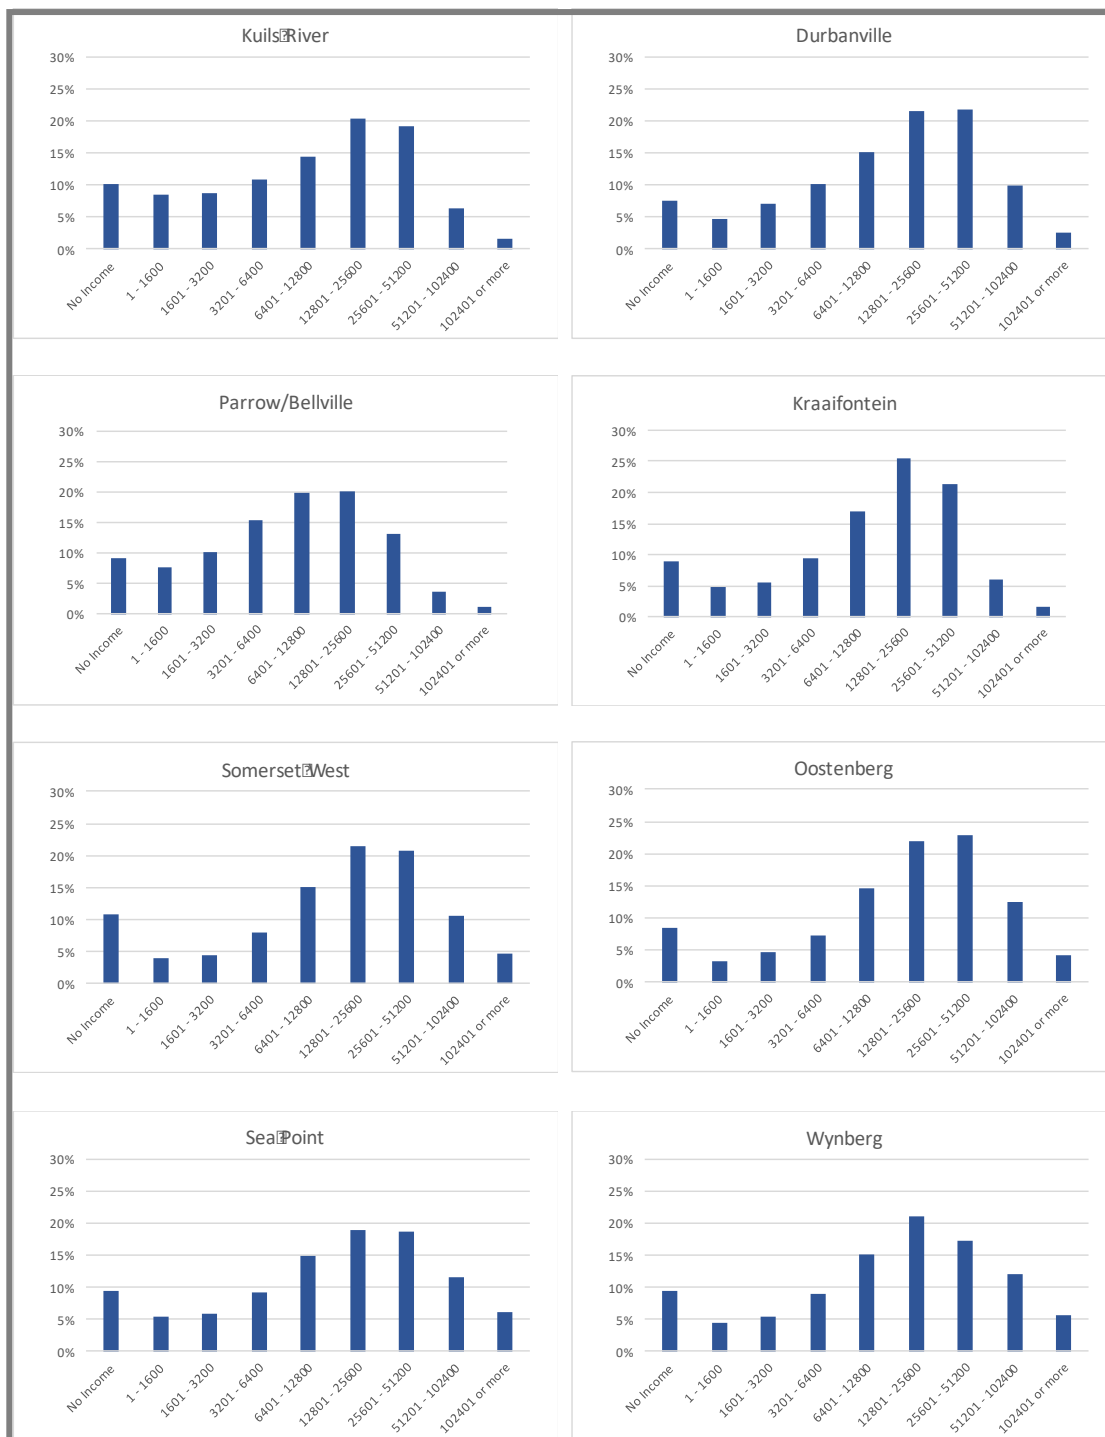 Kuils River
30%
25%
20%
15%
10%
5%
0%
No Income
1 - 1600
1601 - 3200
3201 - 6400
6401 - 12800
12801 - 25600
25601 - 51200
51201 - 102400
102401 or more
Durbanville
30%
25%
20%
15%
10%
5%
0%
No Income
1 - 1600
1601 - 3200
3201 - 6400
6401 - 12800
12801 - 25600
25601 - 51200
51201 - 102400
102401 or more
Parrow/Bellville
30%
25%
20%
15%
10%
5%
0%
No Income
1 - 1600
1601 - 3200
3201 - 6400
6401 - 12800
12801 - 25600
25601 - 51200
51201 - 102400
102401 or more
Kraaifontein
30%
25%
20%
15%
10%
5%
0%
No Income
1 - 1600
1601 - 3200
3201 - 6400
6401 - 12800
12801 - 25600
25601 - 51200
51201 - 102400
102401 or more
Somerset West
30%
25%
20%
15%
10%
5%
0%
No Income
1 - 1600
1601 - 3200
3201 - 6400
6401 - 12800
12801 - 25600
25601 - 51200
51201 - 102400
102401 or more
Oostenberg
30%
25%
20%
15%
10%
5%
0%
No Income
1 - 1600
1601 - 3200
3201 - 6400
6401 - 12800
12801 - 25600
25601 - 51200
51201 - 102400
102401 or more
Sea Point
30%
25%
20%
15%
10%
5%
0%
No Income
1 - 1600
1601 - 3200
3201 - 6400
6401 - 12800
12801 - 25600
25601 - 51200
51201 - 102400
102401 or more
Wynberg
30%
25%
20%
15%
10%
5%
0%
No Income
1 - 1600
1601 - 3200
3201 - 6400
6401 - 12800
12801 - 25600
25601 - 51200
51201 - 102400
102401 or more